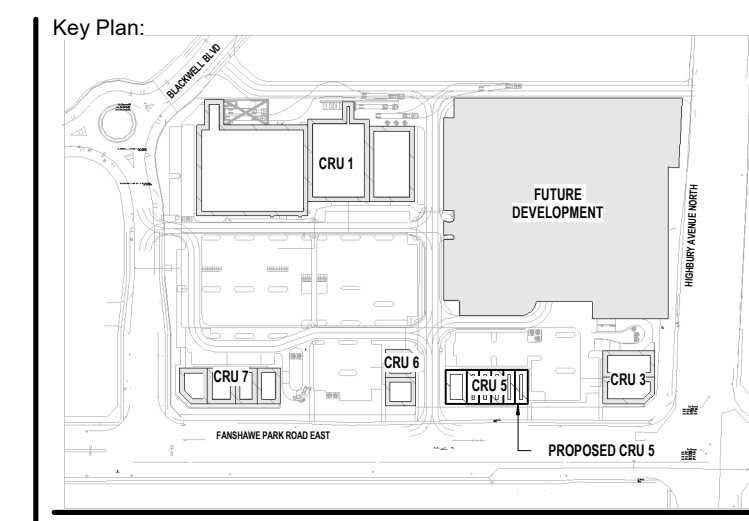 Key Plan:
BLACKWELL BLVD
CRU 1
FUTURE
DEVELOPMENT
HIGHBURY AVENUE NORTH
CRU 6
CRU 7
CRU 5
CRU 3
FANSHAWE PARK ROAD EAST
PROPOSED CRU 5